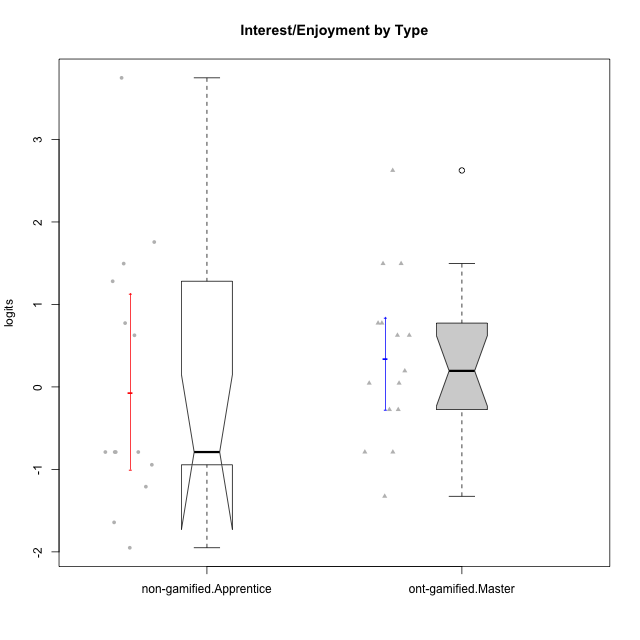 Interest/Enjoyment by Type
logits
3
2
1
0
-1
-2
non-gamified.Apprentice
ont-gamified.Master